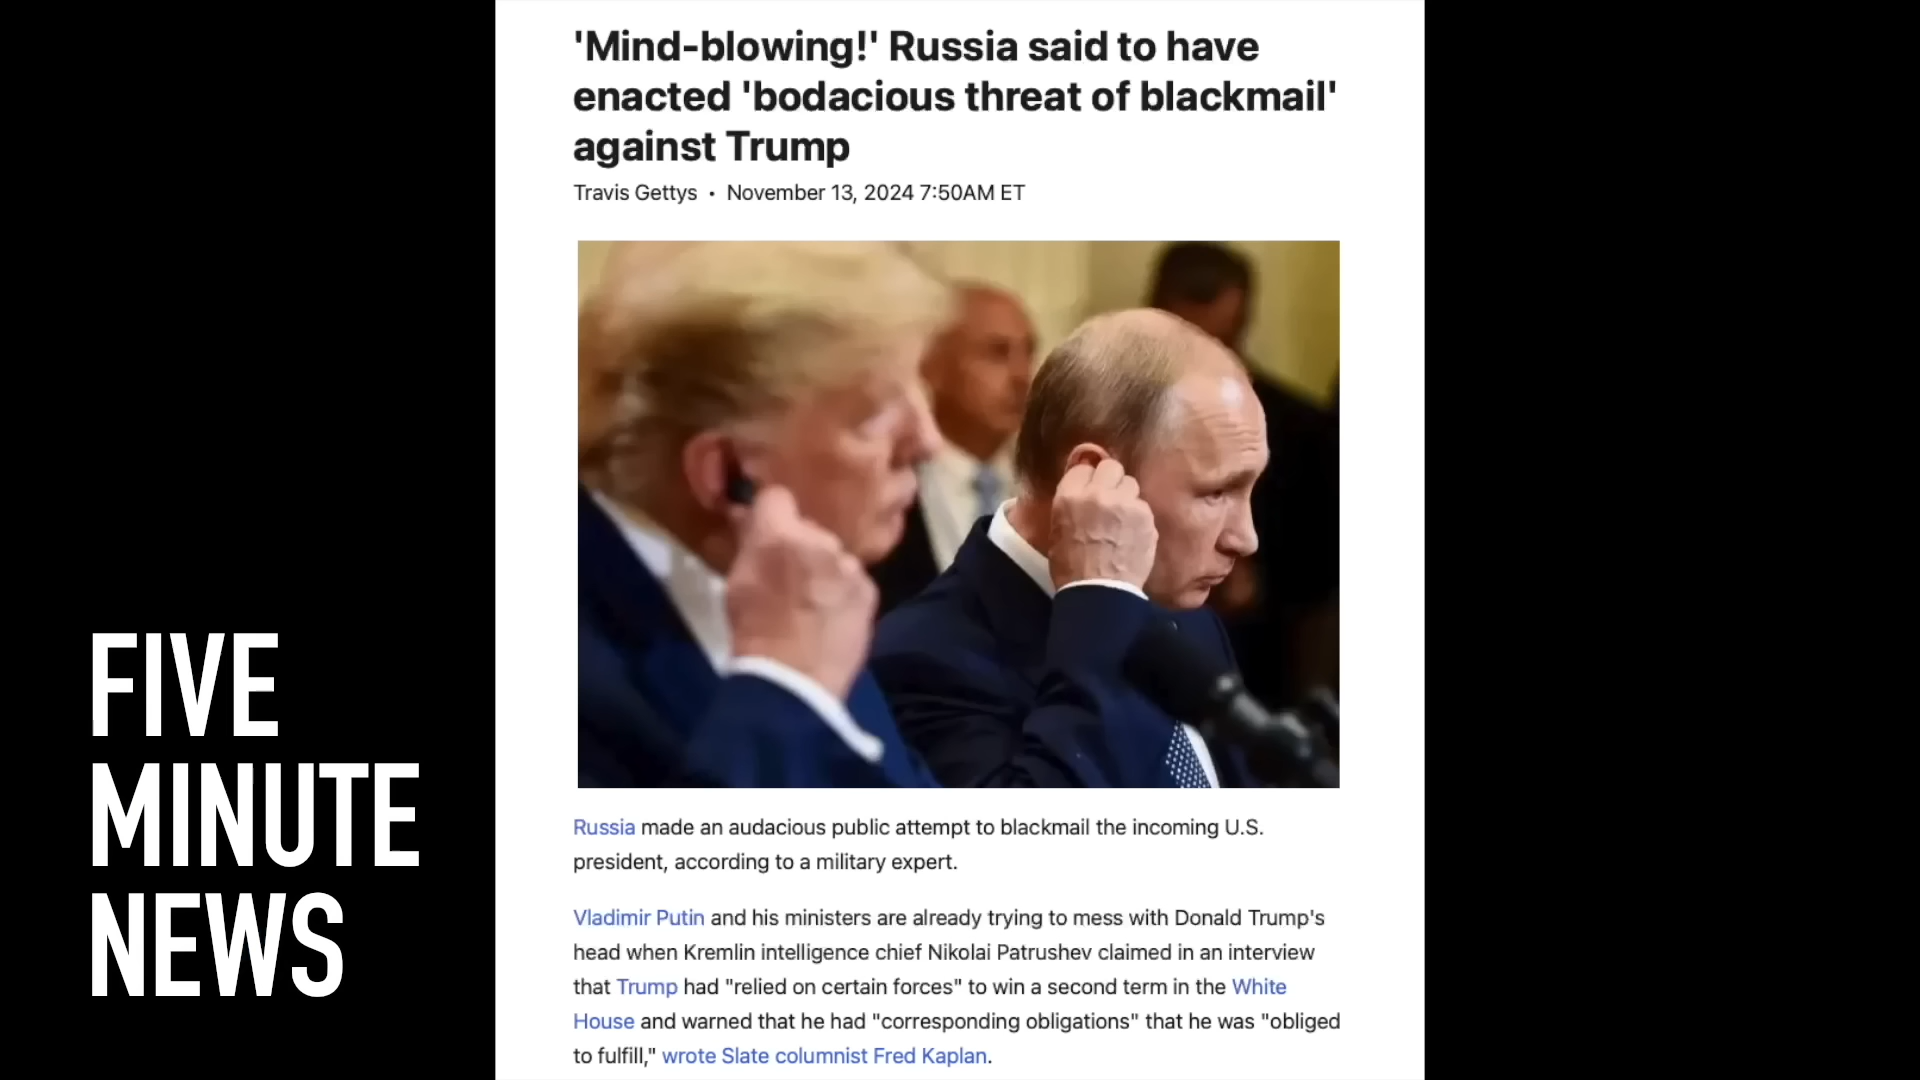 'Mind-blowing!' Russia said to have
enacted 'bodacious threat of blackmail'
against Trump
Travis Gettys • November 13, 2024 7:50AM ET
Russia made an audacious public attempt to blackmail the incoming U.S.
president, according to a military expert.
Vladimir Putin and his ministers are already trying to mess with Donald Trump's
head when Kremlin intelligence chief Nikolai Patrushev claimed in an interview
that Trump had "relied on certain forces" to win a second term in the White
House and warned that he had "corresponding obligations" that he was "obliged
to fulfill," wrote Slate columnist Fred Kaplan.
FIVE
MINUTE
NEWS